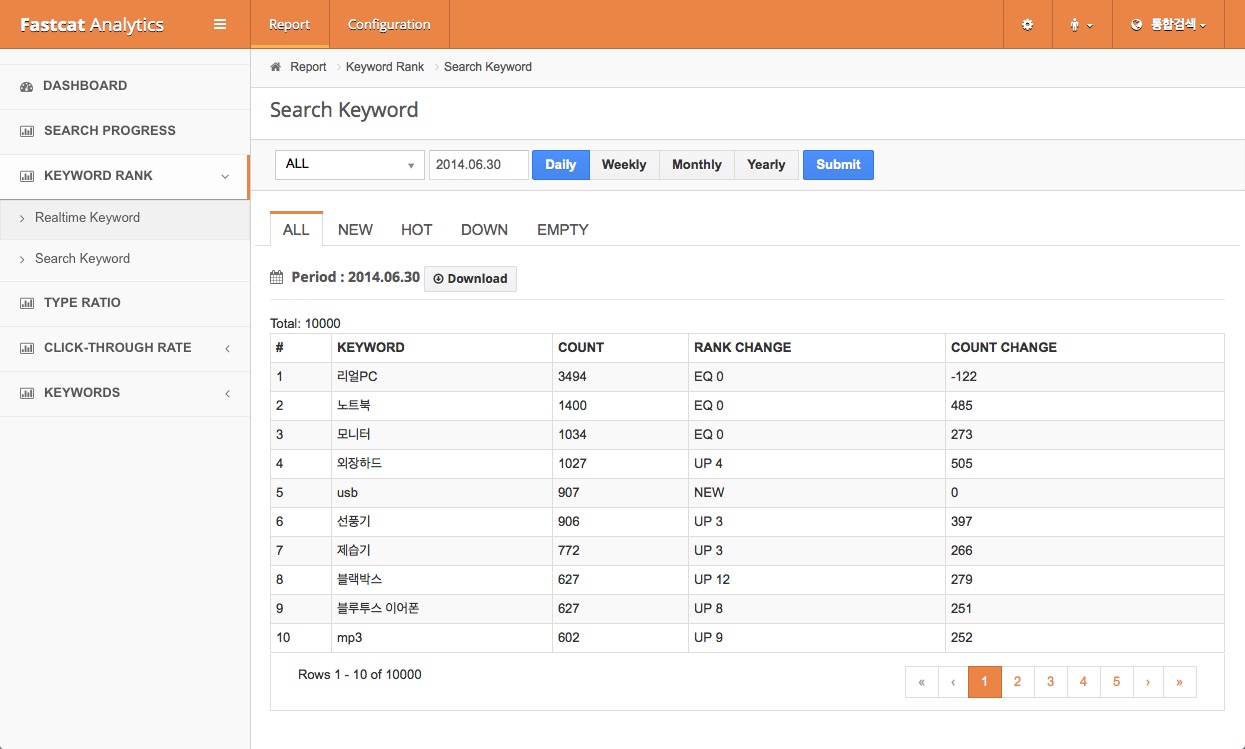 Fastcat Analytics Report Configuration 통합검색
Report Keyword Rank Search Keyword
DASHBOARD
SEARCH PROGRESS
KEYWORD RANK
Realtime Keyword
Search Keyword
TYPE RATIO
CLICK-THROUGH RATE
KEYWORDS
Search Keyword
ALL 2014.06.30 Daily Weekly Monthly Yearly Submit
ALL NEW HOT DOWN EMPTY
Period : 2014.06.30 Download
Total: 10000
# KEYWORD COUNT RANK CHANGE COUNT CHANGE
1 리얼PC 3494 EQ 0 -122
2 노트북 1400 EQ 0 485
3 모니터 1034 EQ 0 273
4 외장하드 1027 UP 4 505
5 usb 907 NEW 0
6 선풍기 906 UP 3 397
7 제습기 772 UP 3 266
8 블랙박스 627 UP 12 279
9 블루투스 이어폰 627 UP 8 251
10 mp3 602 UP 9 252
Rows 1 - 10 of 10000 « ‹ 1 2 3 4 5 › »